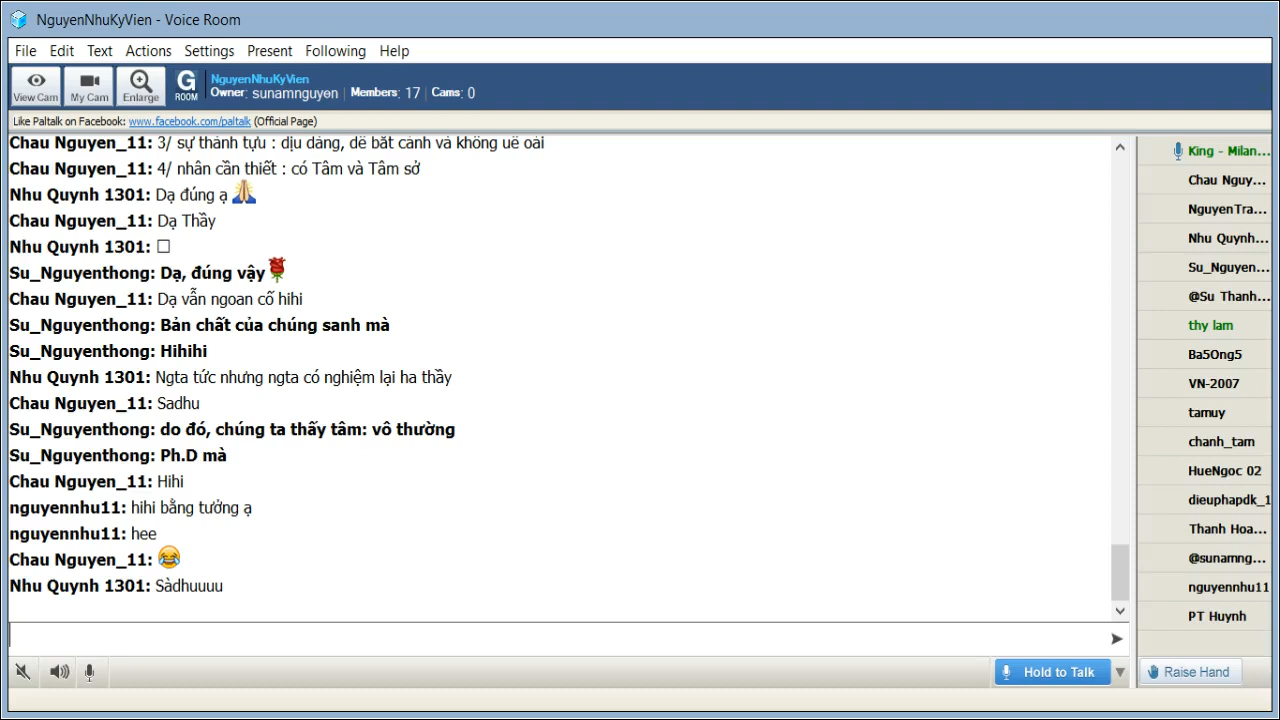 NguyenNhuKyVien - Voice Room
File Edit Text Actions Settings Present Following Help
View Cam My Cam Enlarge G ROOM NguyenNhuKyVien
Owner: sunamnguyen Members: 17 Cams: 0
Like Paltalk on Facebook: www.facebook.com/paltalk (Official Page)
Chau Nguyen_11: 3/ sự thành tựu : dịu dàng, dễ bắt cảnh và không uể oải
Chau Nguyen_11: 4/ nhân cần thiết : có Tâm và Tâm sở
Nhu Quynh 1301: Dạ đúng ạ 🙏
Chau Nguyen_11: Dạ Thầy
Nhu Quynh 1301: □
Su_Nguyenthong: Dạ, đúng vậy🌹
Chau Nguyen_11: Dạ vẫn ngoan cố hihi
Su_Nguyenthong: Bản chất của chúng sanh mà
Su_Nguyenthong: Hihihi
Nhu Quynh 1301: Ngta tức nhưng ngta có nghiệm lại ha thầy
Chau Nguyen_11: Sadhu
Su_Nguyenthong: do đó, chúng ta thấy tâm: vô thường
Su_Nguyenthong: Ph.D mà
Chau Nguyen_11: Hihi
nguyennhu11: hihi bằng tưởng ạ
nguyennhu11: hee
Chau Nguyen_11: 😂
Nhu Quynh 1301: Sàdhuuuu
King - Milan...
Chau Nguy...
NguyenTra...
Nhu Quynh...
Su_Nguyen...
@Su Thanh...
thy lam
Ba5Ong5
VN-2007
tamuy
chanh_tam
HueNgoc 02
dieuphapdk_1
Thanh Hoa...
@sunamng...
nguyennhu11
PT Huynh
Hold to Talk
Raise Hand